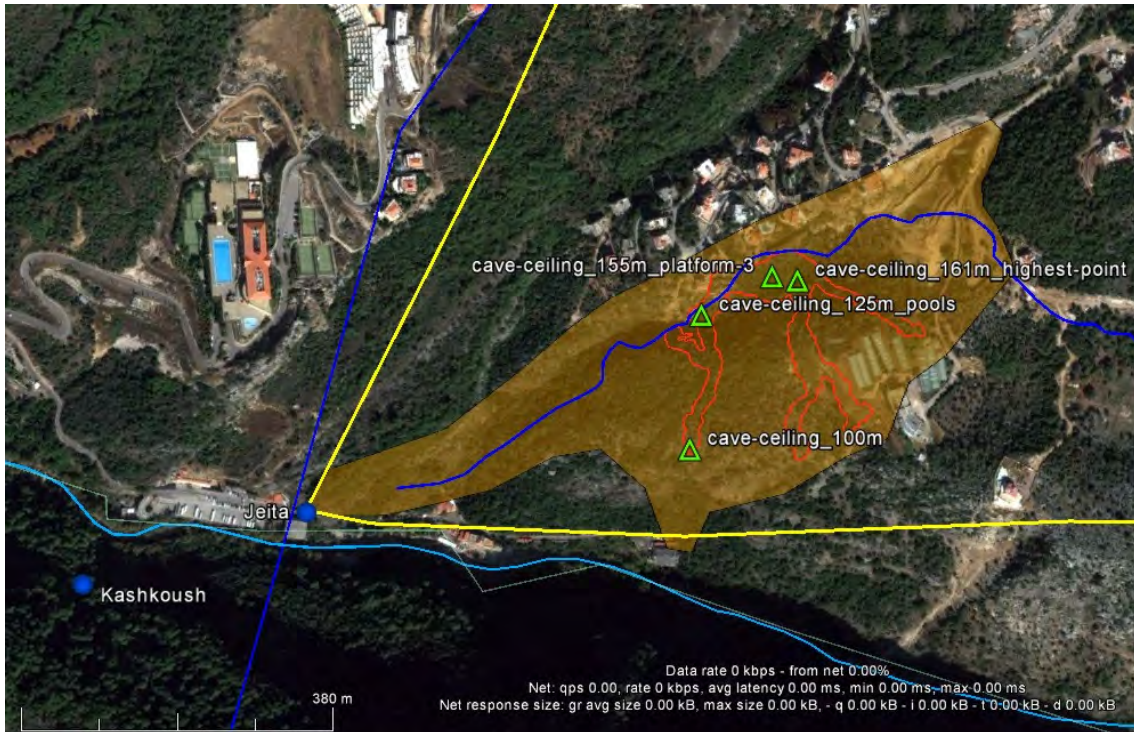 cave-ceiling_155m_platform-3
cave-ceiling_161m_highest-point
cave-ceiling_125m_pools
cave-ceiling_100m
Jeita
Kashkoush
380 m
Data rate 0 kbps - from net 0.00%
Net: qps 0.00, rate 0 kbps, avg latency 0.00 ms, min 0.00 ms, max 0.00 ms
Net response size: gr avg size 0.00 kB, max size 0.00 kB, - q 0.00 kB - i 0.00 kB - t 0.00 kB - d 0.00 kB